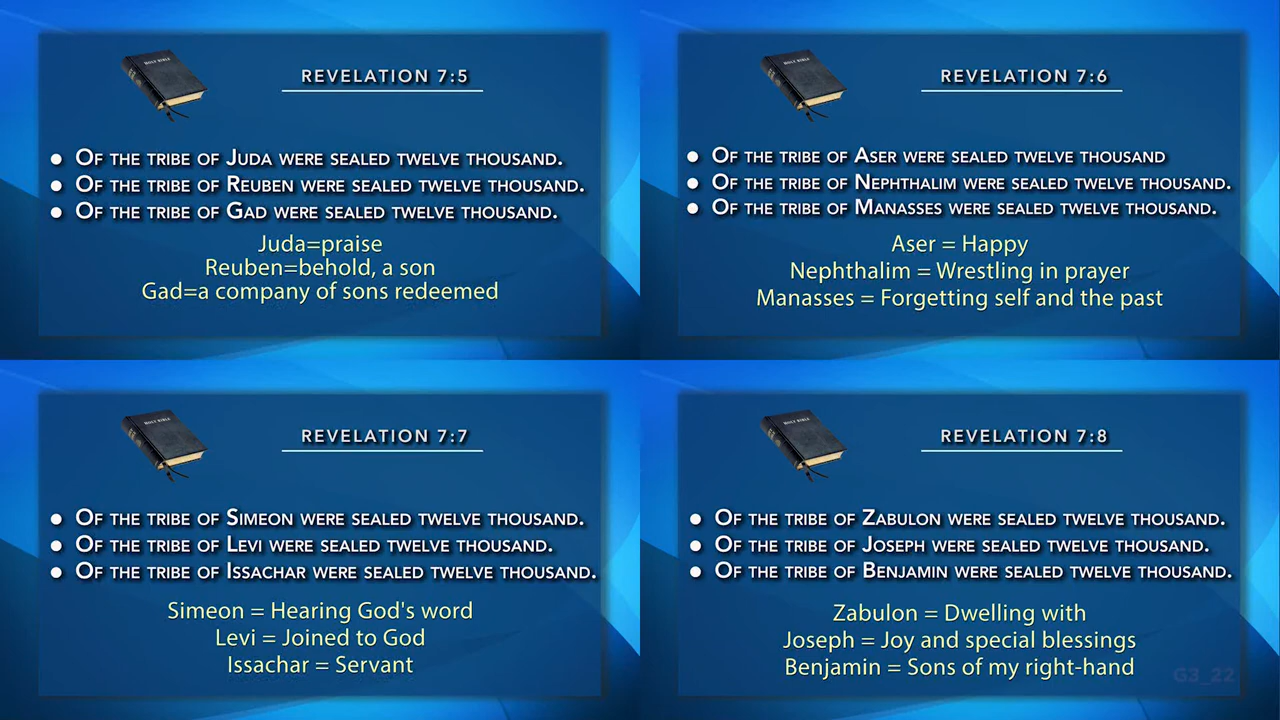 HOLY BIBLE
REVELATION 7:5
● OF THE TRIBE OF JUDA WERE SEALED TWELVE THOUSAND.
● OF THE TRIBE OF REUBEN WERE SEALED TWELVE THOUSAND.
● OF THE TRIBE OF GAD WERE SEALED TWELVE THOUSAND.
Juda=praise
Reuben=behold, a son
Gad=a company of sons redeemed
HOLY BIBLE
REVELATION 7:6
● OF THE TRIBE OF ASER WERE SEALED TWELVE THOUSAND
● OF THE TRIBE OF NEPHTHALIM WERE SEALED TWELVE THOUSAND.
● OF THE TRIBE OF MANASSES WERE SEALED TWELVE THOUSAND.
Aser = Happy
Nephthalim = Wrestling in prayer
Manasses = Forgetting self and the past
HOLY BIBLE
REVELATION 7:7
● OF THE TRIBE OF SIMEON WERE SEALED TWELVE THOUSAND.
● OF THE TRIBE OF LEVI WERE SEALED TWELVE THOUSAND.
● OF THE TRIBE OF ISSACHAR WERE SEALED TWELVE THOUSAND.
Simeon = Hearing God's word
Levi = Joined to God
Issachar = Servant
HOLY BIBLE
REVELATION 7:8
● OF THE TRIBE OF ZABULON WERE SEALED TWELVE THOUSAND.
● OF THE TRIBE OF JOSEPH WERE SEALED TWELVE THOUSAND.
● OF THE TRIBE OF BENJAMIN WERE SEALED TWELVE THOUSAND.
Zabulon = Dwelling with
Joseph = Joy and special blessings
Benjamin = Sons of my right-hand
G3_22